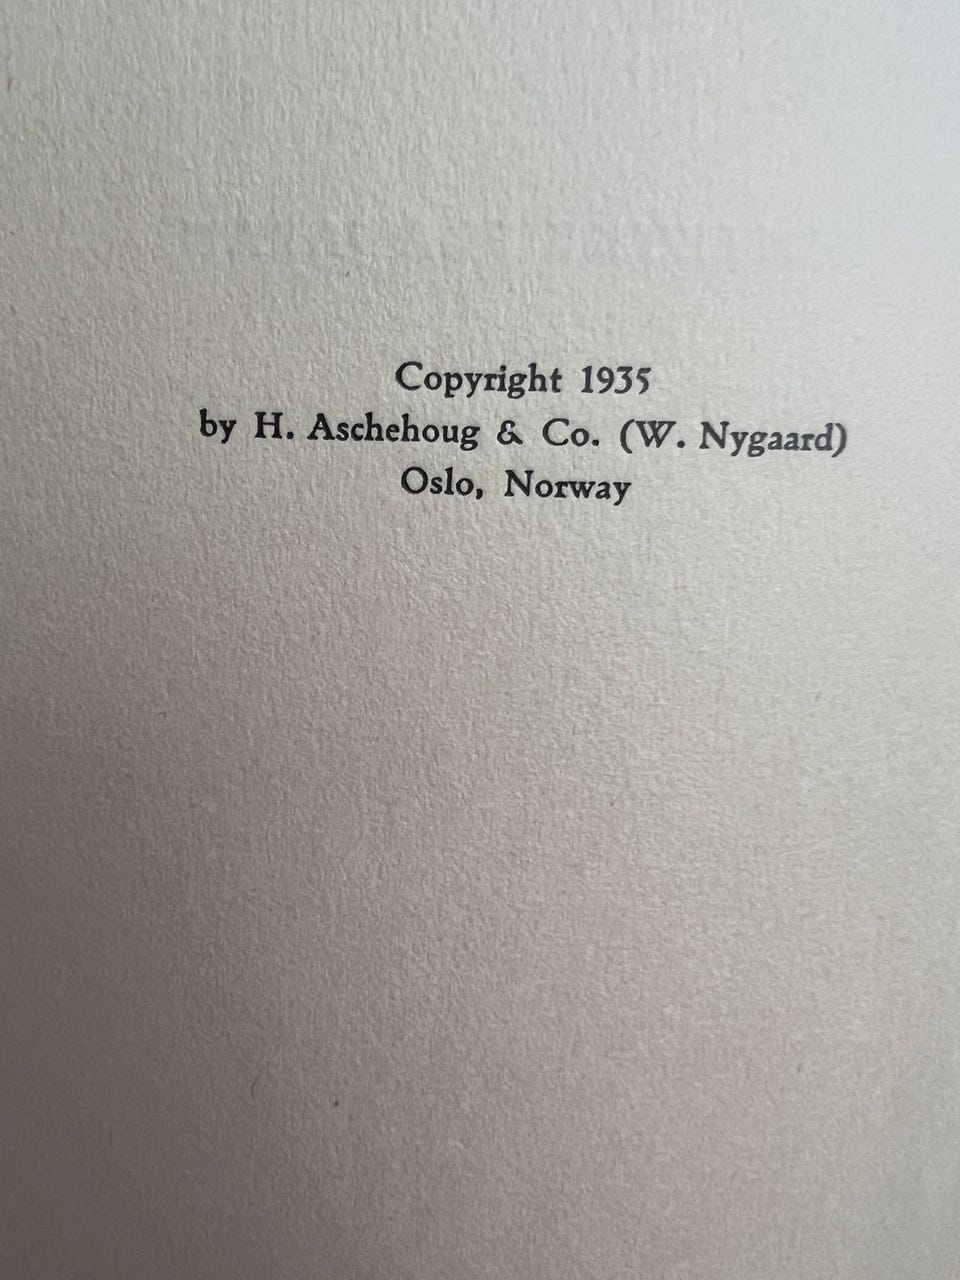 Copyright 1935
by H. Aschehoug & Co. (W. Nygaard)
Oslo, Norway